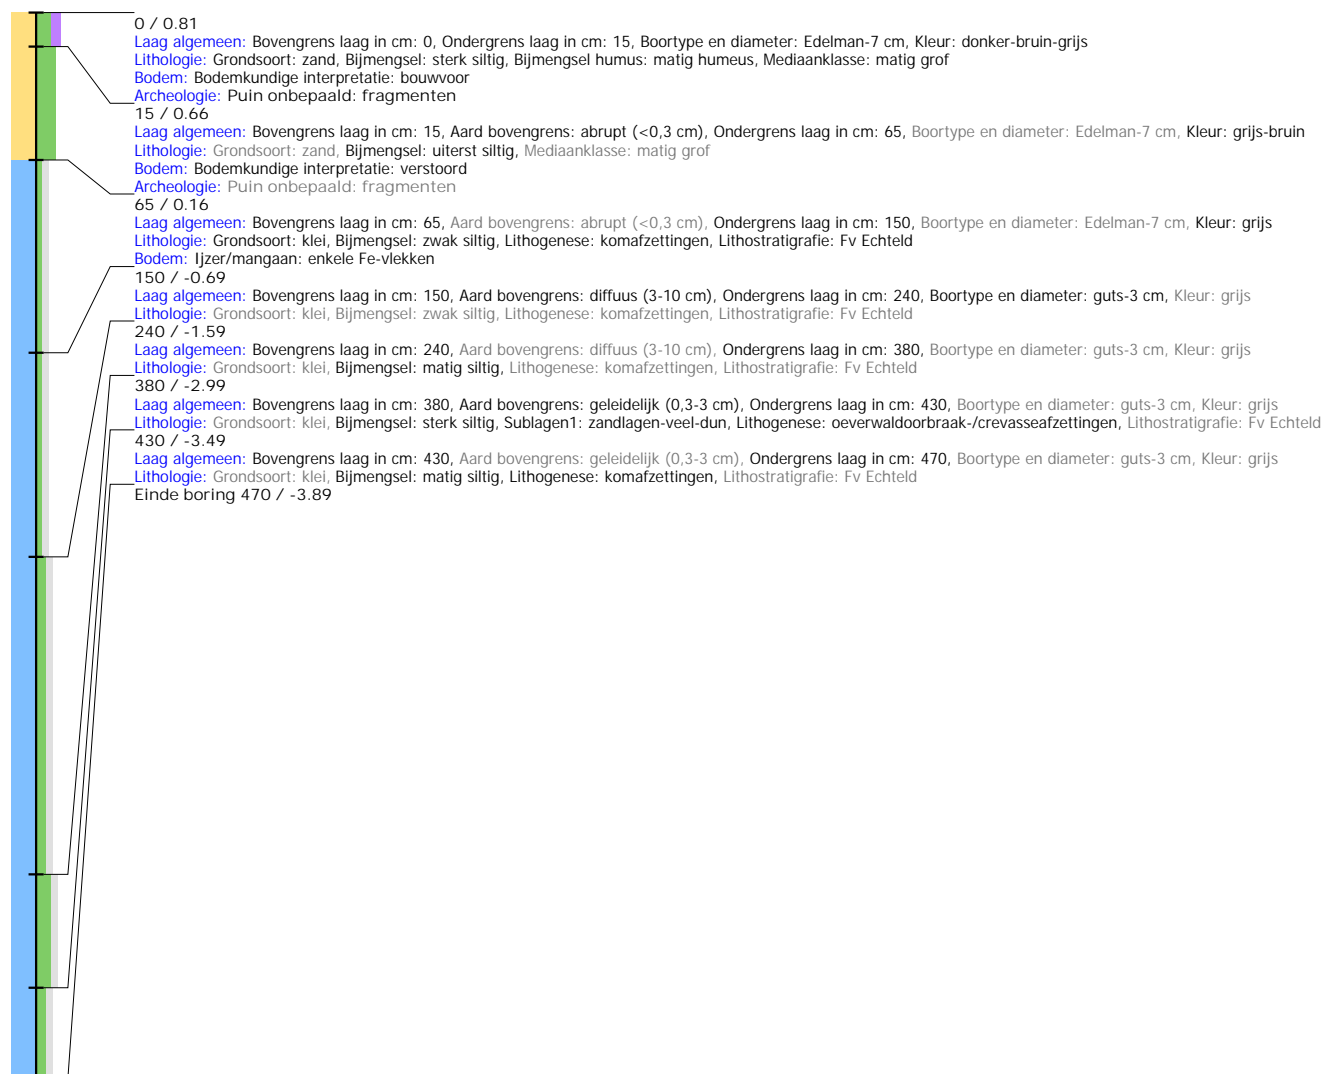 0 / 0.81
Laag algemeen: Bovengrens laag in cm: 0, Ondergrens laag in cm: 15, Boortype en diameter: Edelman-7 cm, Kleur: donker-bruin-grijs
Lithologie: Grondsoort: zand, Bijmengsel: sterk siltig, Bijmengsel humus: matig humeus, Mediaanklasse: matig grof
Bodem: Bodemkundige interpretatie: bouwvoor
Archeologie: Puin onbepaald: fragmenten
15 / 0.66
Laag algemeen: Bovengrens laag in cm: 15, Aard bovengrens: abrupt (<0,3 cm), Ondergrens laag in cm: 65, Boortype en diameter: Edelman-7 cm, Kleur: grijs-bruin
Lithologie: Grondsoort: zand, Bijmengsel: uiterst siltig, Mediaanklasse: matig grof
Bodem: Bodemkundige interpretatie: verstoord
Archeologie: Puin onbepaald: fragmenten
65 / 0.16
Laag algemeen: Bovengrens laag in cm: 65, Aard bovengrens: abrupt (<0,3 cm), Ondergrens laag in cm: 150, Boortype en diameter: Edelman-7 cm, Kleur: grijs
Lithologie: Grondsoort: klei, Bijmengsel: zwak siltig, Lithogenese: komafzettingen, Lithostratigrafie: Fv Echteld
Bodem: Ijzer/mangaan: enkele Fe-vlekken
150 / -0.69
Laag algemeen: Bovengrens laag in cm: 150, Aard bovengrens: diffuus (3-10 cm), Ondergrens laag in cm: 240, Boortype en diameter: guts-3 cm, Kleur: grijs
Lithologie: Grondsoort: klei, Bijmengsel: zwak siltig, Lithogenese: komafzettingen, Lithostratigrafie: Fv Echteld
240 / -1.59
Laag algemeen: Bovengrens laag in cm: 240, Aard bovengrens: diffuus (3-10 cm), Ondergrens laag in cm: 380, Boortype en diameter: guts-3 cm, Kleur: grijs
Lithologie: Grondsoort: klei, Bijmengsel: matig siltig, Lithogenese: komafzettingen, Lithostratigrafie: Fv Echteld
380 / -2.99
Laag algemeen: Bovengrens laag in cm: 380, Aard bovengrens: geleidelijk (0,3-3 cm), Ondergrens laag in cm: 430, Boortype en diameter: guts-3 cm, Kleur: grijs
Lithologie: Grondsoort: klei, Bijmengsel: sterk siltig, Sublagen1: zandlagen-veel-dun, Lithogenese: oeverwaldoorbraak-/crevasseafzettingen, Lithostratigrafie: Fv Echteld
430 / -3.49
Laag algemeen: Bovengrens laag in cm: 430, Aard bovengrens: geleidelijk (0,3-3 cm), Ondergrens laag in cm: 470, Boortype en diameter: guts-3 cm, Kleur: grijs
Lithologie: Grondsoort: klei, Bijmengsel: matig siltig, Lithogenese: komafzettingen, Lithostratigrafie: Fv Echteld
Einde boring 470 / -3.89